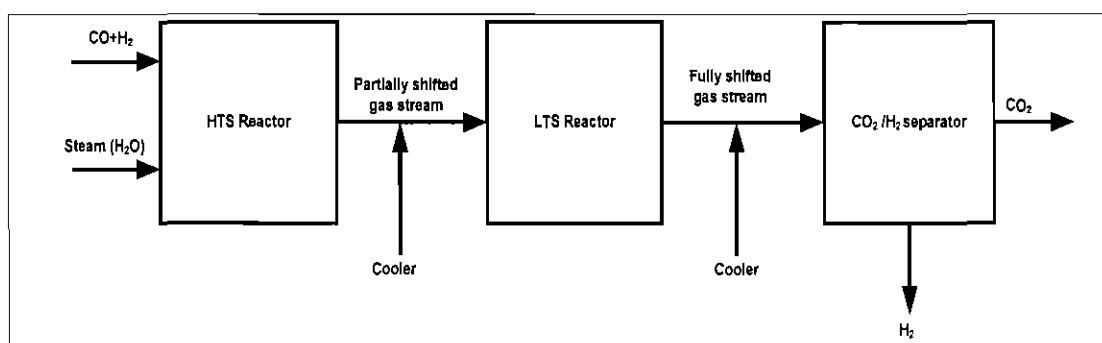 CO+H₂
Steam (H₂O)
HTS Reactor
Partially shifted
gas stream
Cooler
LTS Reactor
Fully shifted
gas stream
Cooler
CO₂ /H₂ separator
CO₂
H₂